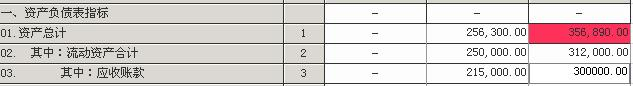 一、资产负债表指标 — — — —
01.资产总计 1 — 256,300.00 356,890.00
02. 其中：流动资产合计 2 — 250,000.00 312,000.00
03. 其中：应收账款 3 — 215,000.00 300000.00